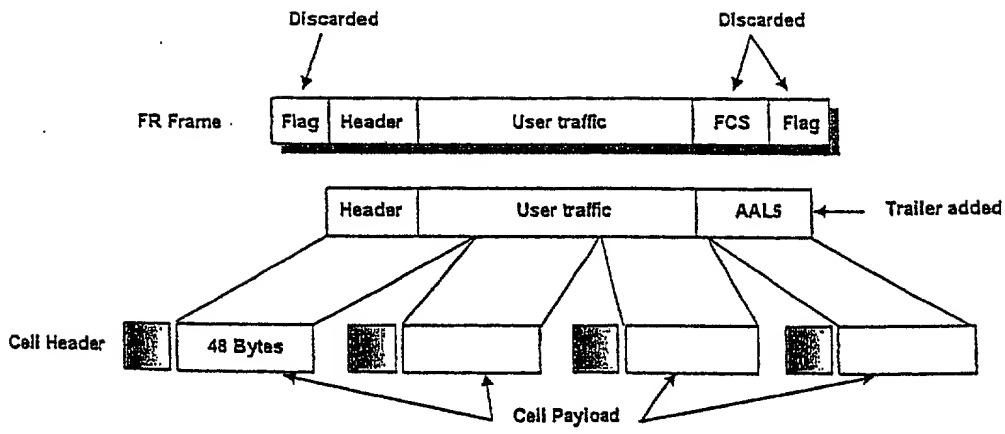 Discarded
Discarded
FR Frame
Flag
Header
User traffic
FCS
Flag
Header
User traffic
AAL5
Trailer added
Cell Header
48 Bytes
Cell Payload